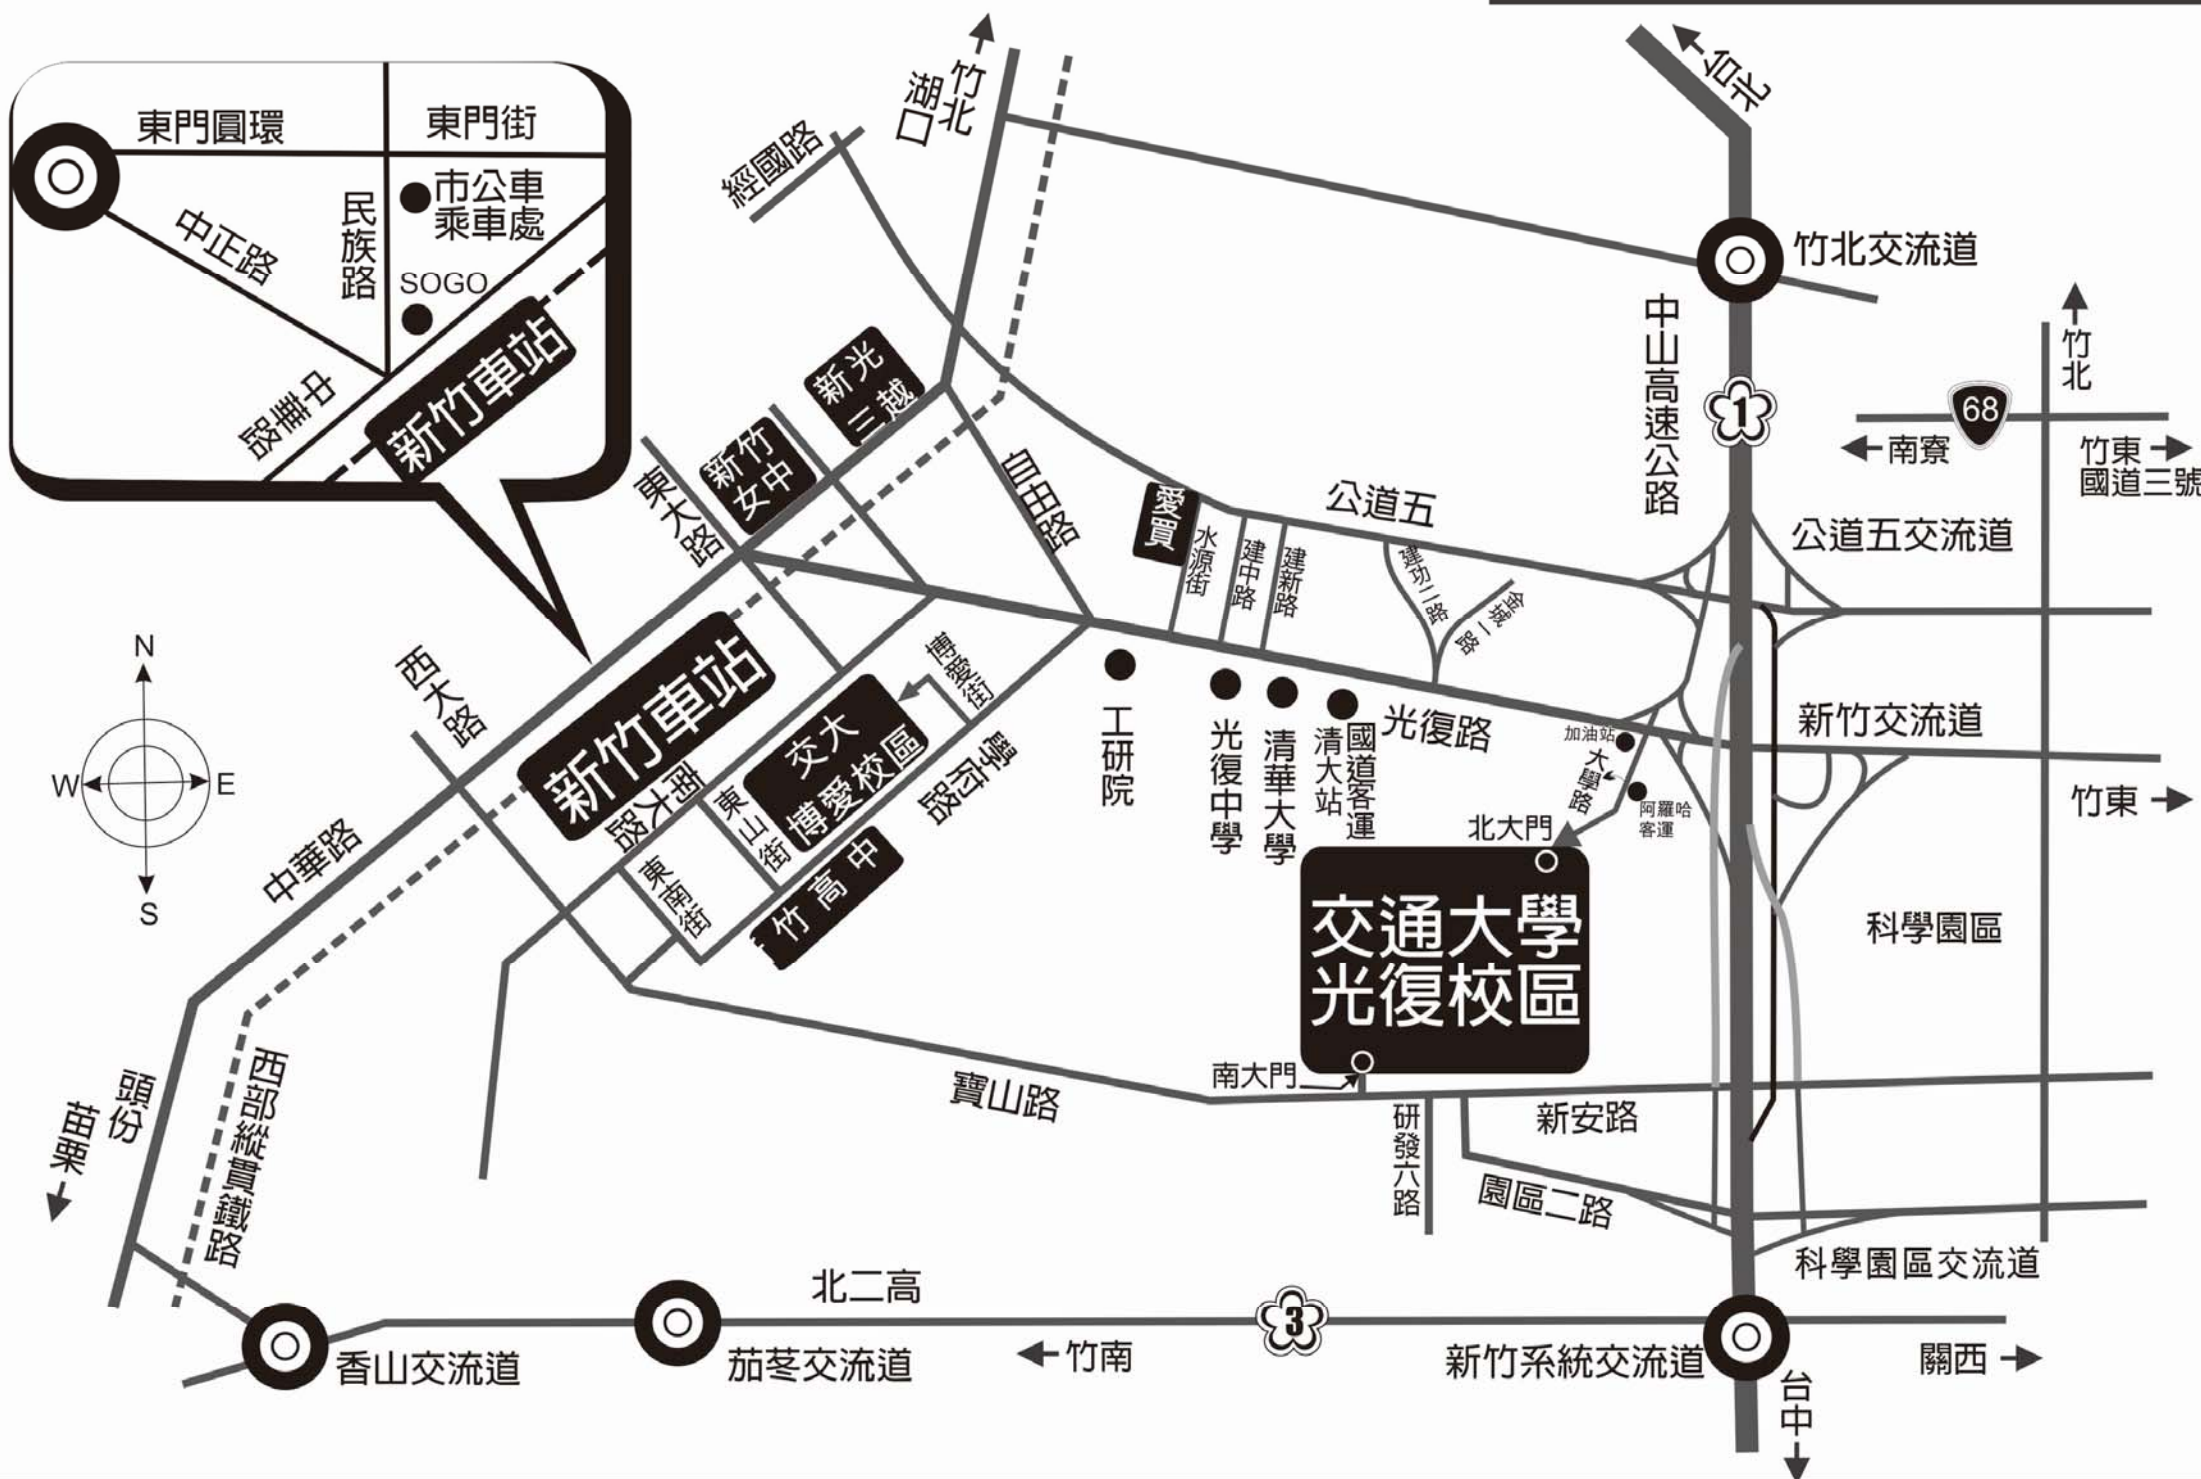 東門圓環
東門街
市公車
乘車處
民族路
中正路
SOGO
中華路
新竹車站
竹北
湖口
經國路
台北
竹北交流道
中山高速公路
1
竹北
68
南寮
竹東
國道三號
新光
三越
新竹
女中
東大路
自由路
愛買
水源街
建中路
建新路
公道五
建功二路
金城一路
公道五交流道
N
W
E
S
西大路
新竹車站
博愛街
交大
博愛校區
南大路
東山街
學府路
東南街
竹高中
工研院
光復中學
清華大學
國道客運
清大站
光復路
加油站
大學路
阿羅哈
客運
北大門
新竹交流道
竹東
科學園區
交通大學
光復校區
南大門
中華路
寶山路
研發六路
新安路
園區二路
科學園區交流道
頭份
苗栗
西部縱貫鐵路
北二高
3
香山交流道
茄苳交流道
竹南
新竹系統交流道
關西
台中